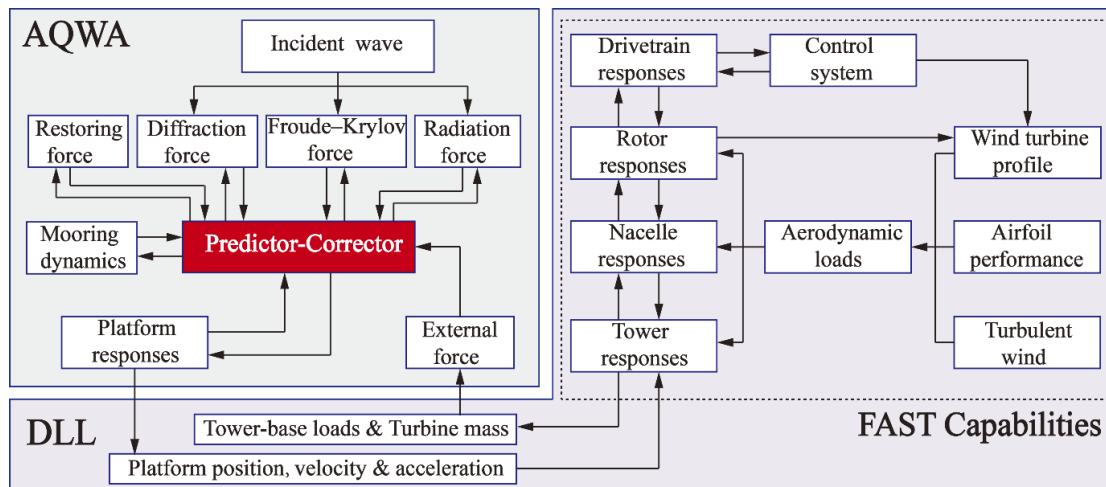 AQWA
Incident wave
Restoring
force
Diffraction
force
Froude–Krylov
force
Radiation
force
Mooring
dynamics
Predictor-Corrector
Platform
responses
External
force
Drivetrain
responses
Control
system
Rotor
responses
Wind turbine
profile
Nacelle
responses
Aerodynamic
loads
Airfoil
performance
Tower
responses
Turbulent
wind
DLL
Tower-base loads & Turbine mass
FAST Capabilities
Platform position, velocity & acceleration